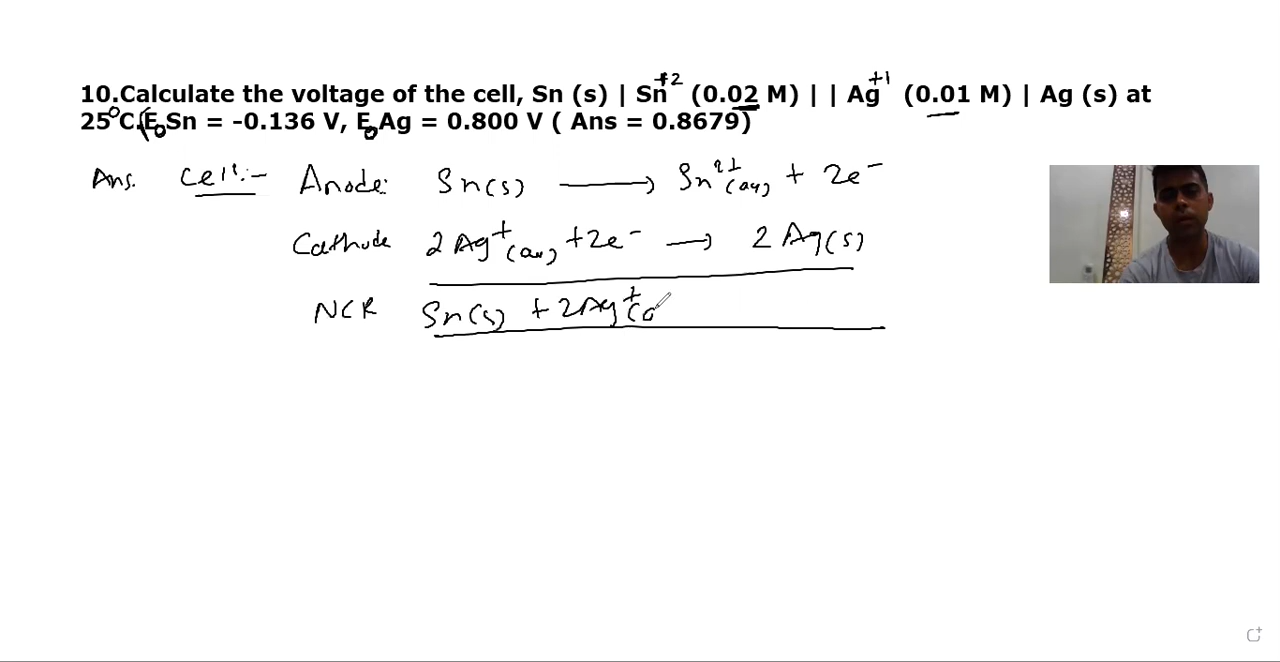 10.Calculate the voltage of the cell, Sn (s) | Sn+2 (0.02 M) | | Ag+1 (0.01 M) | Ag (s) at
25⁰C.(E₀Sn = -0.136 V, E₀Ag = 0.800 V ( Ans = 0.8679)
Ans. Cell:- Anode: Sn(s) ⟶ Sn²⁺(aq) + 2e⁻
Cathode 2Ag⁺(aq) +2e⁻ ⟶ 2Ag(s)
NCR Sn(s) + 2Ag⁺(a